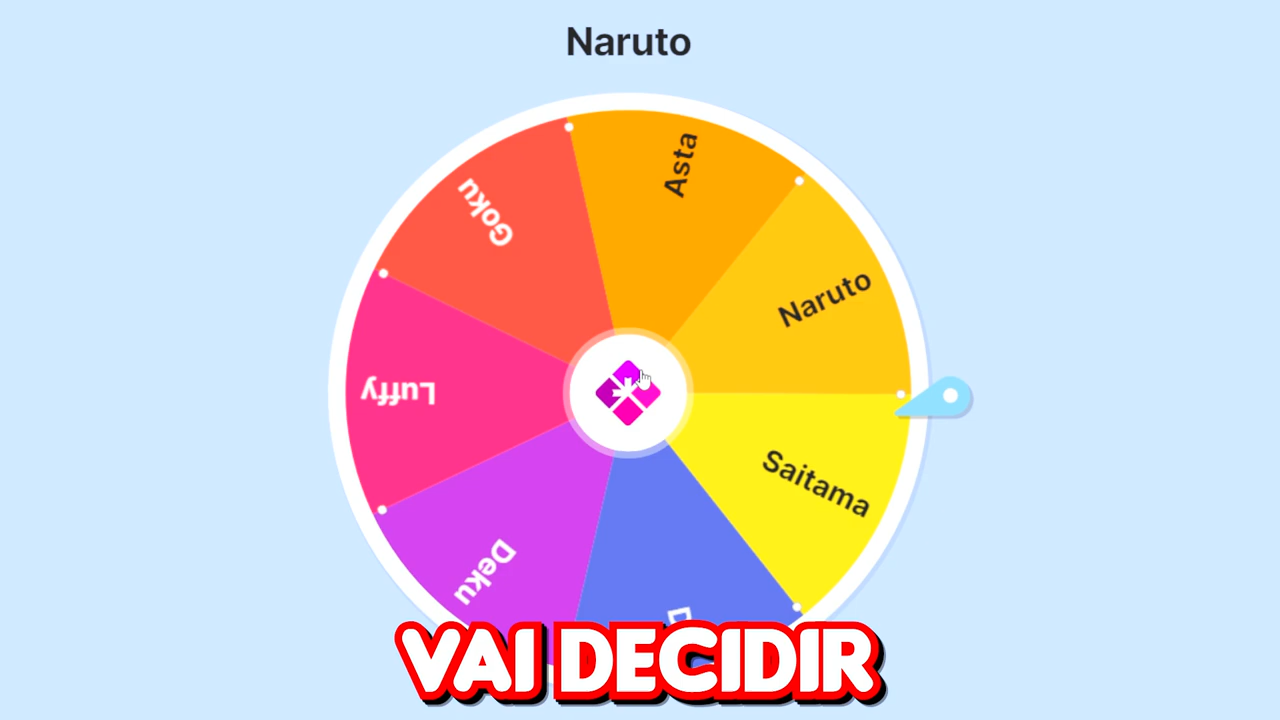 Naruto
Asta
Goku
Naruto
Luffy
Saitama
Deku
VAI DECIDIR